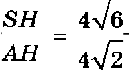 SH/AH = 4√6/4√2